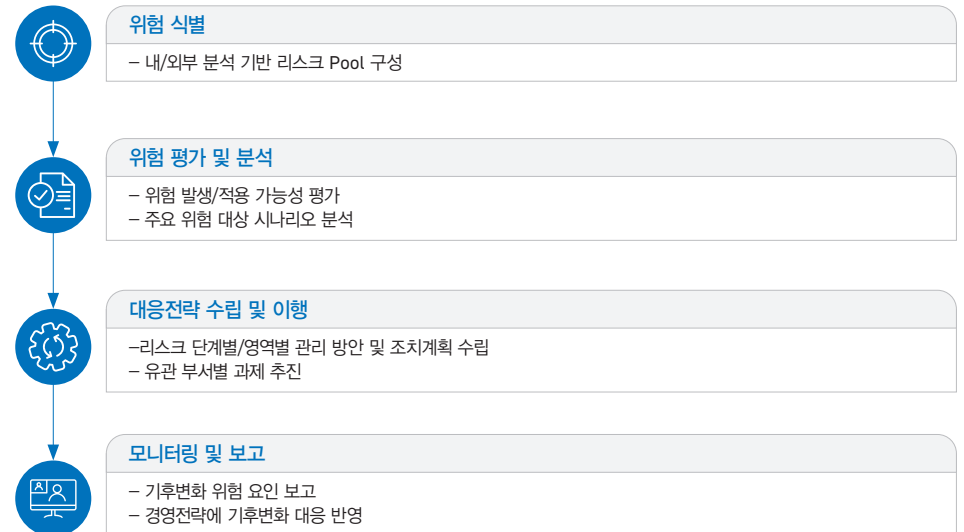 위험 식별
– 내/외부 분석 기반 리스크 Pool 구성
위험 평가 및 분석
– 위험 발생/적용 가능성 평가
– 주요 위험 대상 시나리오 분석
대응전략 수립 및 이행
–리스크 단계별/영역별 관리 방안 및 조치계획 수립
– 유관 부서별 과제 추진
모니터링 및 보고
– 기후변화 위험 요인 보고
– 경영전략에 기후변화 대응 반영